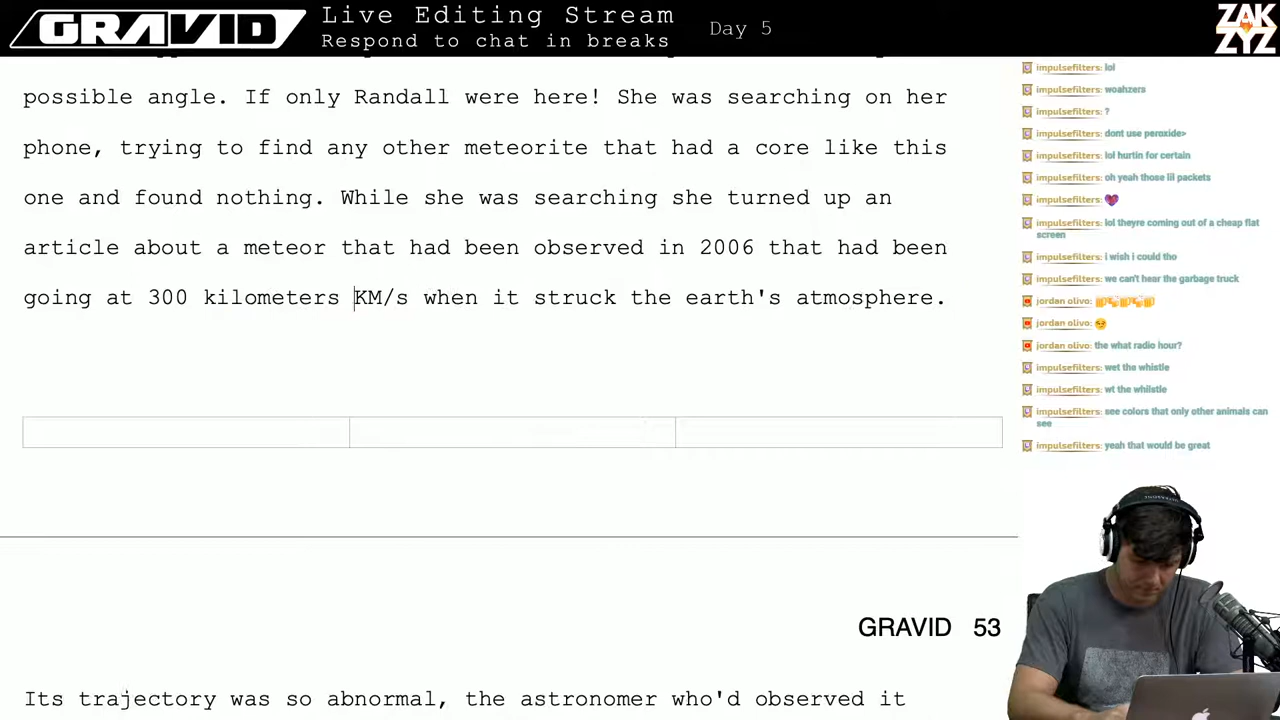 GRAVID
Live Editing Stream
Respond to chat in breaks
Day 5
ZAK
ZYZ
possible angle. If only Randall were here! She was searching on her
phone, trying to find any other meteorite that had a core like this
one and found nothing. While she was searching she turned up an
article about a meteor that had been observed in 2006 that had been
going at 300 kilometers KM/s when it struck the earth's atmosphere.
GRAVID 53
Its trajectory was so abnormal, the astronomer who'd observed it
impulsefilters: lol
impulsefilters: woahzers
impulsefilters: ?
impulsefilters: dont use peroxide>
impulsefilters: lol hurtin for certain
impulsefilters: oh yeah those lil packets
impulsefilters:
impulsefilters: lol theyre coming out of a cheap flat
screen
impulsefilters: i wish i could tho
impulsefilters: we can't hear the garbage truck
jordan olivo:
jordan olivo:
jordan olivo: the what radio hour?
impulsefilters: wet the whistle
impulsefilters: wt the whilstle
impulsefilters: see colors that only other animals can
see
impulsefilters: yeah that would be great